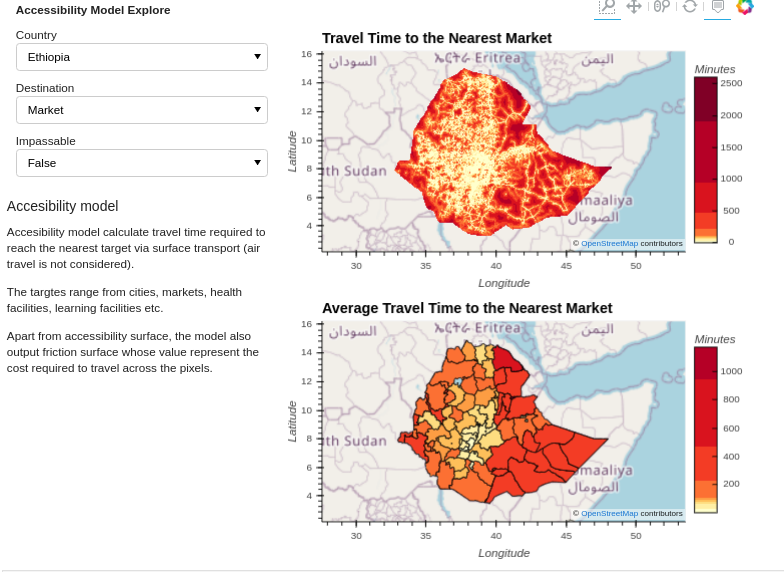 Accessibility Model Explore
Country
Ethiopia
Destination
Market
Impassable
False
Accesibility model
Accesibility model calculate travel time required to
reach the nearest target via surface transport (air
travel is not considered).
The targtes range from cities, markets, health
facilities, learning facilities etc.
Apart from accessibility surface, the model also
output friction surface whose value represent the
cost required to travel across the pixels.
Travel Time to the Nearest Market
16
14
12
10
8
6
4
Latitude
السودان
ኤርትራ Eritrea
اليمن
th Sudan
maaliya
الصومال
© OpenStreetMap contributors
30 35 40 45 50
Longitude
Minutes
2500
2000
1500
1000
500
0
Average Travel Time to the Nearest Market
16
14
12
10
8
6
4
Latitude
السودان
ኤርትራ Eritrea
اليمن
th Sudan
maaliya
الصومال
© OpenStreetMap contributors
30 35 40 45 50
Longitude
Minutes
1000
800
600
400
200